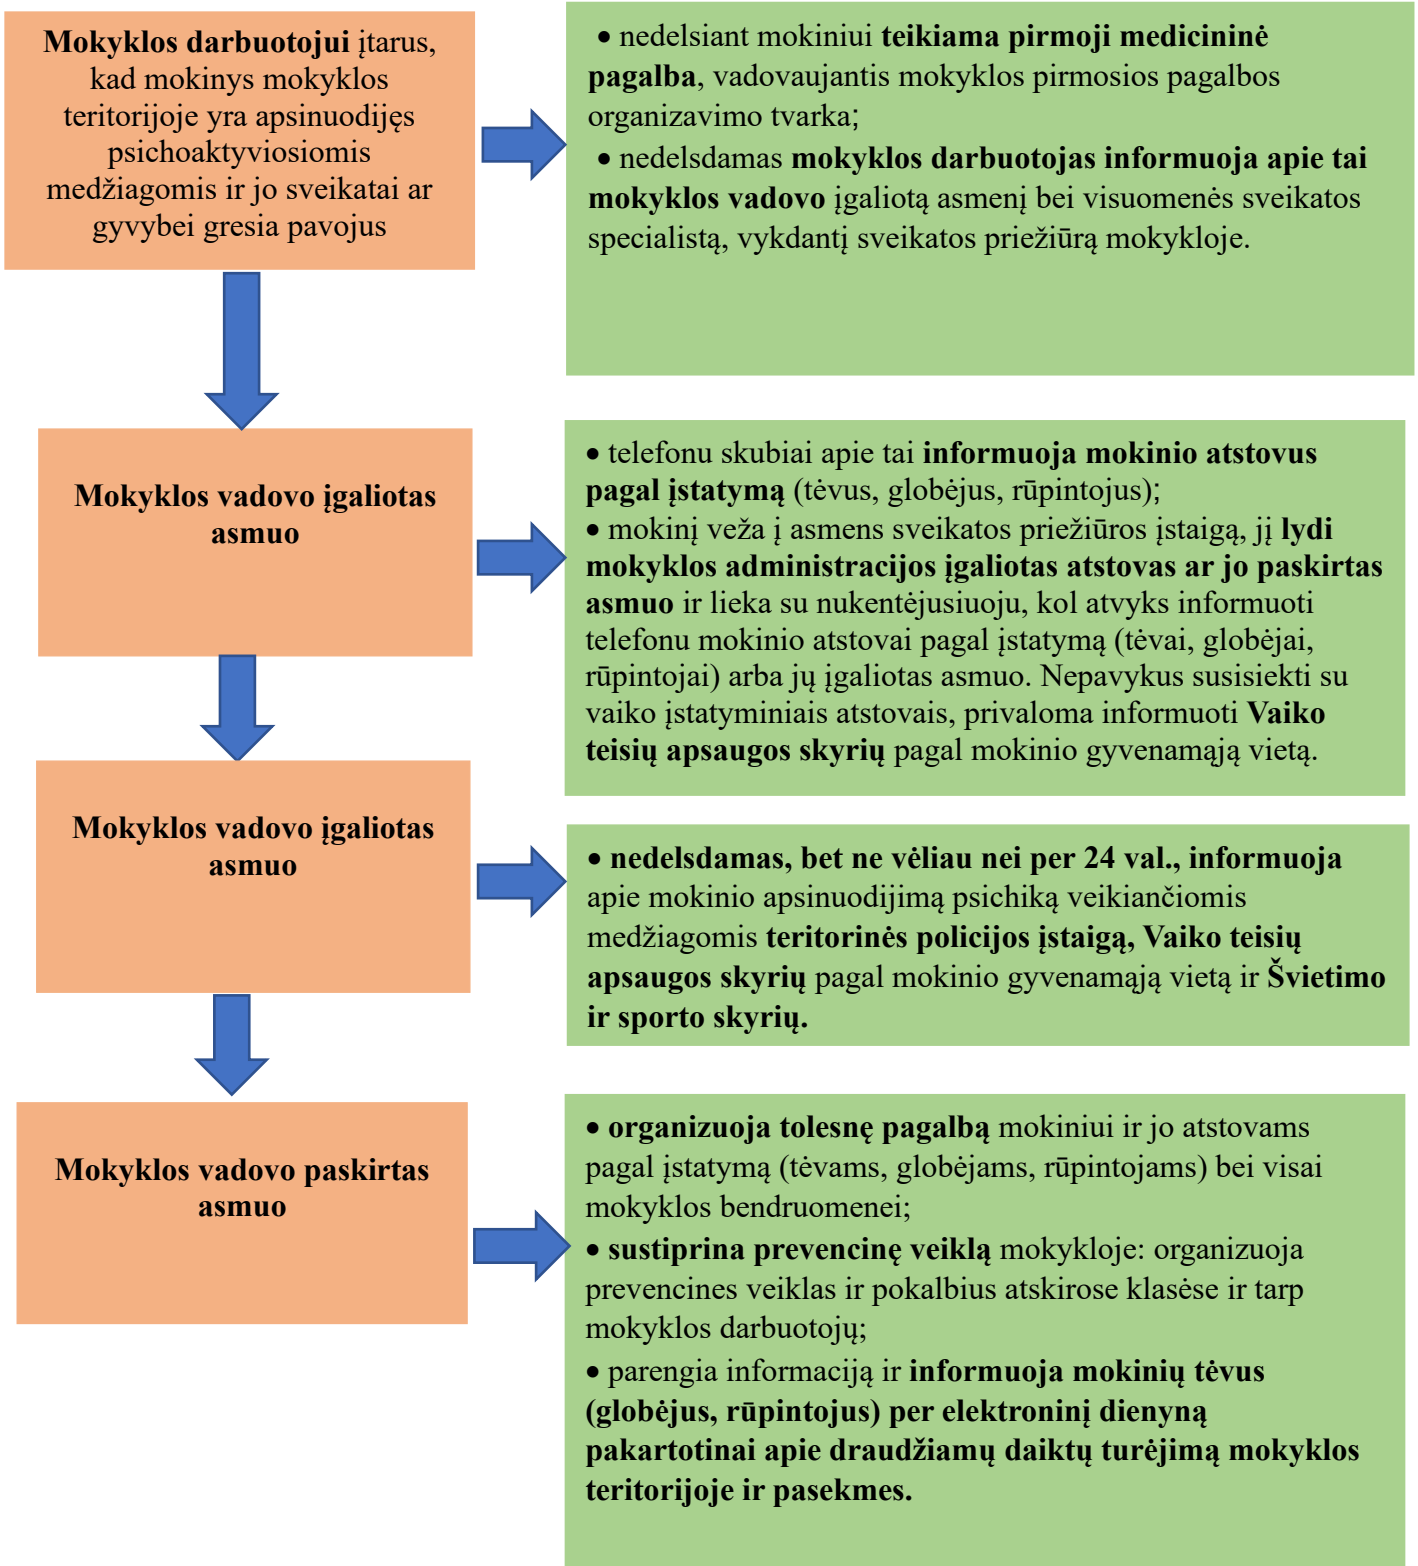 Mokyklos darbuotojui įtarus,
kad mokinys mokyklos
teritorijoje yra apsinuodijęs
psichoaktyviosiomis
medžiagomis ir jo sveikatai ar
gyvybei gresia pavojus
• nedelsiant mokiniui teikiama pirmoji medicininė
pagalba, vadovaujantis mokyklos pirmosios pagalbos
organizavimo tvarka;
• nedelsdamas mokyklos darbuotojas informuoja apie tai
mokyklos vadovo įgaliotą asmenį bei visuomenės sveikatos
specialistą, vykdantį sveikatos priežiūrą mokykloje.
Mokyklos vadovo įgaliotas
asmuo
• telefonu skubiai apie tai informuoja mokinio atstovus
pagal įstatymą (tėvus, globėjus, rūpintojus);
• mokinį veža į asmens sveikatos priežiūros įstaigą, jį lydi
mokyklos administracijos įgaliotas atstovas ar jo paskirtas
asmuo ir lieka su nukentėjusiuoju, kol atvyks informuoti
telefonu mokinio atstovai pagal įstatymą (tėvai, globėjai,
rūpintojai) arba jų įgaliotas asmuo. Nepavykus susisiekti su
vaiko įstatyminiais atstovais, privaloma informuoti Vaiko
teisių apsaugos skyrių pagal mokinio gyvenamąją vietą.
Mokyklos vadovo įgaliotas
asmuo
• nedelsdamas, bet ne vėliau nei per 24 val., informuoja
apie mokinio apsinuodijimą psichiką veikiančiomis
medžiagomis teritorinės policijos įstaigą, Vaiko teisių
apsaugos skyrių pagal mokinio gyvenamąją vietą ir Švietimo
ir sporto skyrių.
Mokyklos vadovo paskirtas
asmuo
• organizuoja tolesnę pagalbą mokiniui ir jo atstovams
pagal įstatymą (tėvams, globėjams, rūpintojams) bei visai
mokyklos bendruomenei;
• sustiprina prevencinę veiklą mokykloje: organizuoja
prevencines veiklas ir pokalbius atskirose klasėse ir tarp
mokyklos darbuotojų;
• parengia informaciją ir informuoja mokinių tėvus
(globėjus, rūpintojus) per elektroninį dienyną
pakartotinai apie draudžiamų daiktų turėjimą mokyklos
teritorijoje ir pasekmes.